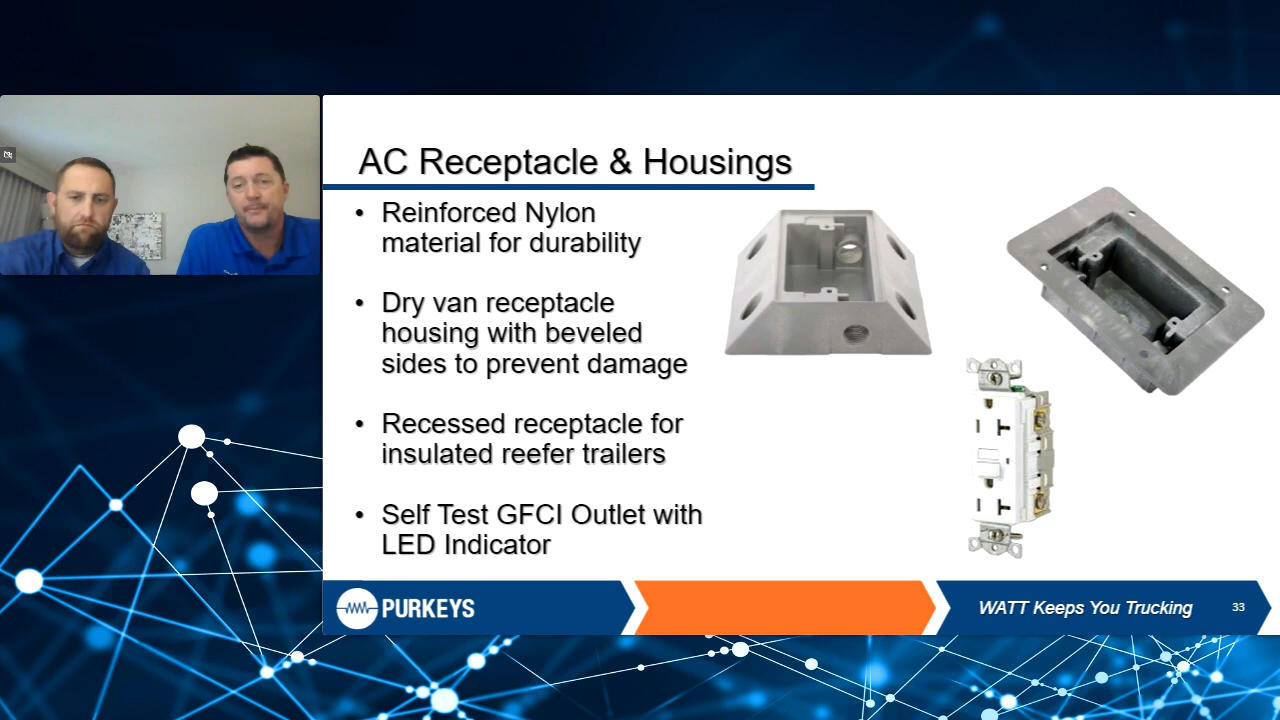 AC Receptacle & Housings
• Reinforced Nylon
material for durability
• Dry van receptacle
housing with beveled
sides to prevent damage
• Recessed receptacle for
insulated reefer trailers
• Self Test GFCI Outlet with
LED Indicator
PURKEYS
WATT Keeps You Trucking
33